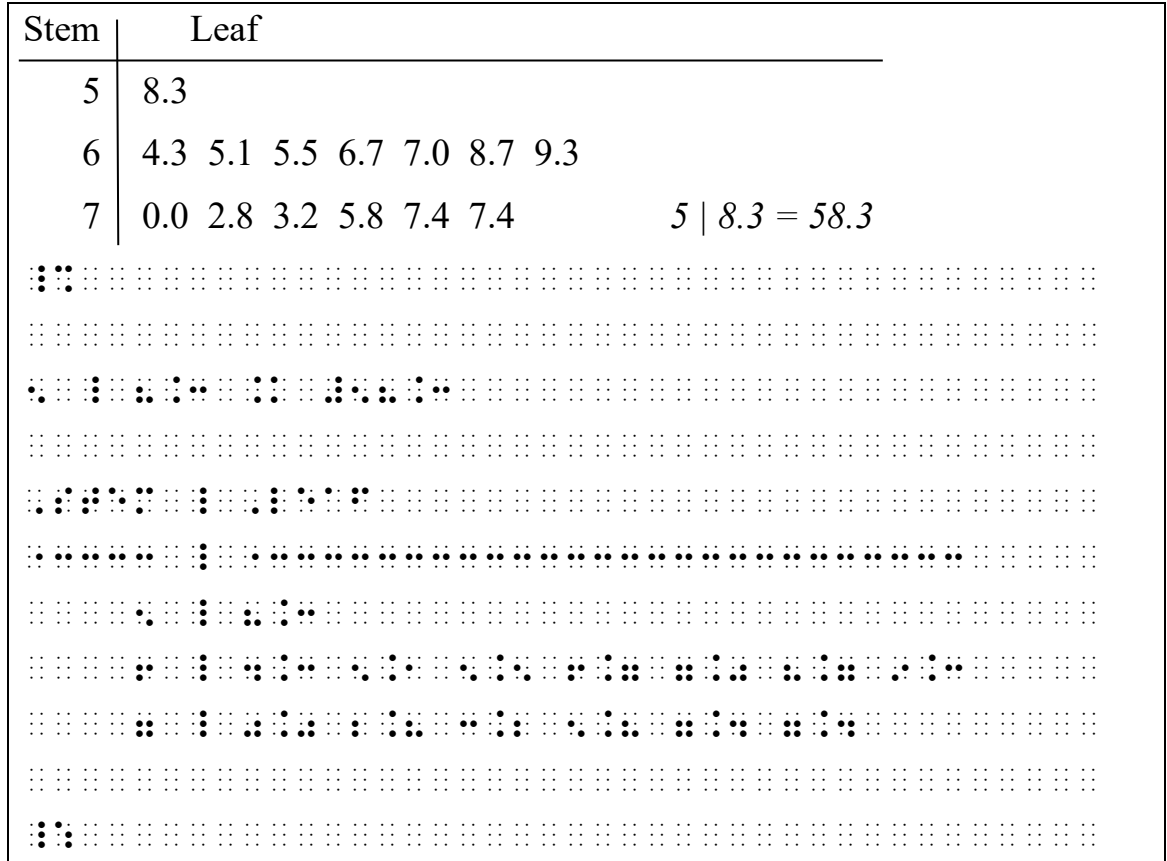 Stem | Leaf
5 | 8.3
6 | 4.3 5.1 5.5 6.7 7.0 8.7 9.3
7 | 0.0 2.8 3.2 5.8 7.4 7.4 5 | 8.3 = 58.3
⠸⠩
⠢⠀⠸⠀⠦⠨⠒⠀⠨⠅⠀⠼⠢⠦⠨⠒
⠠⠎⠞⠑⠍⠀⠸⠀⠠⠇⠑⠁⠋
⠐⠒⠒⠒⠒⠀⠸⠀⠐⠒⠒⠒⠒⠒⠒⠒⠒⠒⠒⠒⠒⠒⠒⠒⠒⠒⠒⠒⠒⠒⠒⠒⠒⠒⠒
⠀⠀⠀⠀⠢⠀⠸⠀⠦⠨⠒
⠀⠀⠀⠀⠖⠀⠸⠀⠲⠨⠒⠀⠢⠨⠂⠀⠢⠨⠢⠀⠖⠨⠶⠀⠶⠨⠴⠀⠦⠨⠶⠀⠔⠨⠒
⠀⠀⠀⠀⠶⠀⠸⠀⠴⠨⠴⠀⠆⠨⠦⠀⠒⠨⠆⠀⠢⠨⠦⠀⠶⠨⠲⠀⠶⠨⠲
⠸⠱